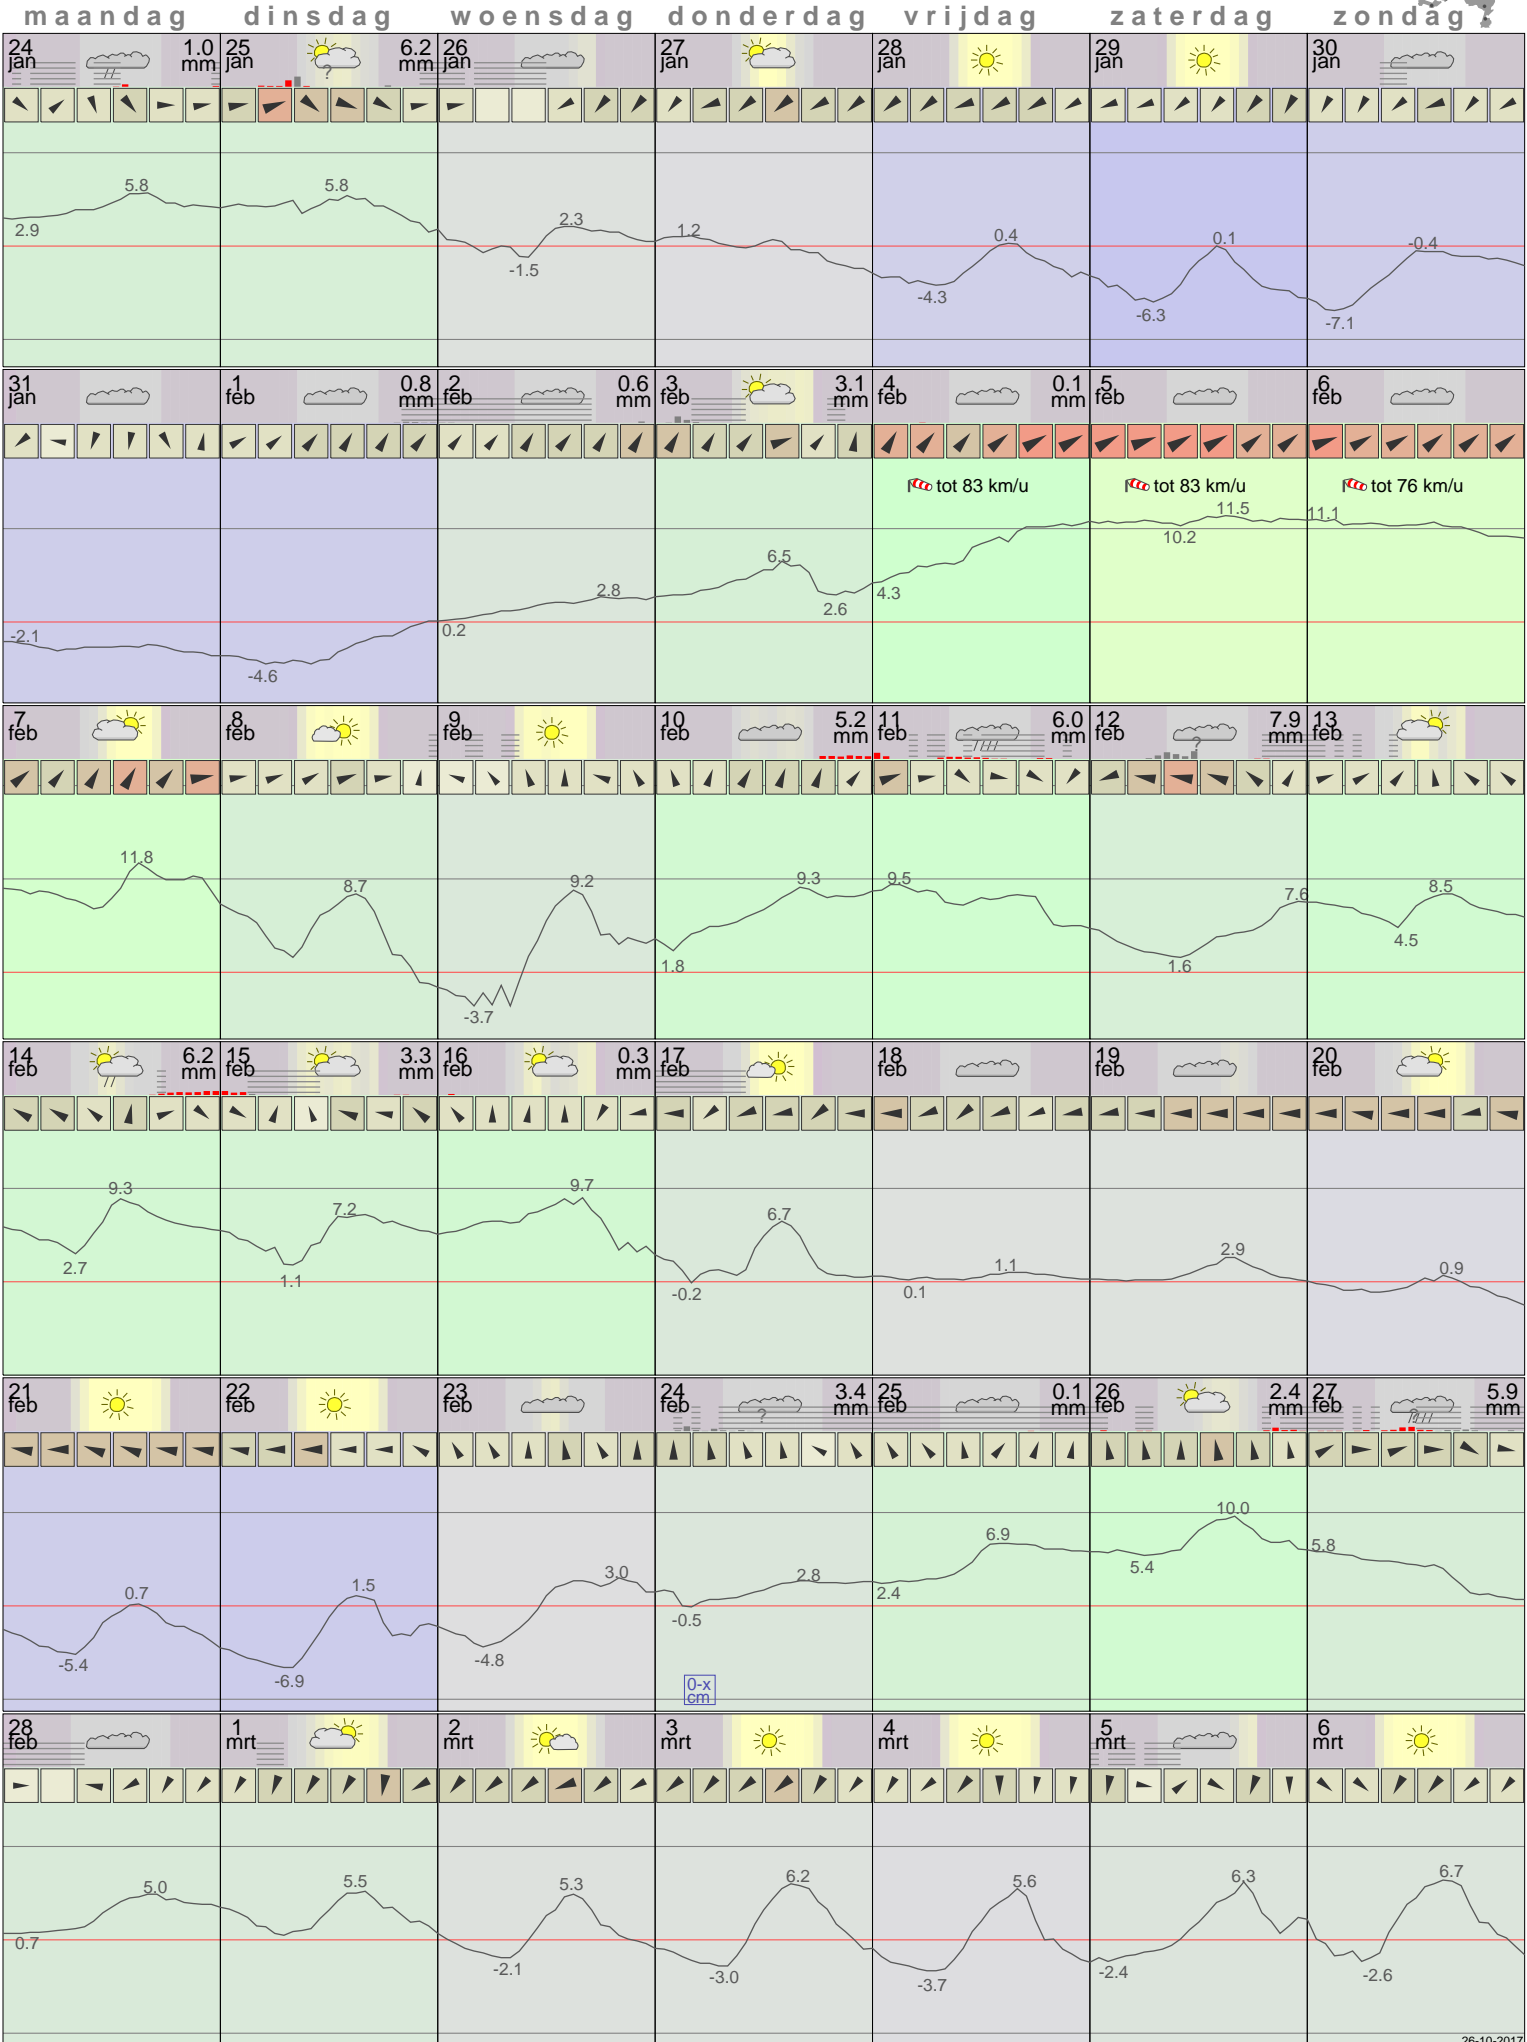 maandag dinsdag woensdag donderdag vrijdag zaterdag zondag
24 jan 1.0 mm 25 jan 6.2 mm 26 jan 27 jan 28 jan 29 jan 30 jan
?
5.8 5.8
2.9 2.3 1.2 0.4 0.1 -0.4
-1.5 -4.3 -6.3 -7.1
31 jan 1 feb 0.8 mm 2 feb 0.6 mm 3 feb 3.1 mm 4 feb 0.1 mm 5 feb 6 feb
tot 83 km/u tot 83 km/u tot 76 km/u
11.5 11.1
10.2
6.5
2.8 2.6 4.3
-2.1 0.2
-4.6
7 feb 8 feb 9 feb 10 feb 5.2 mm 11 feb 6.0 mm 12 feb 7.9 mm 13 feb
?
11.8 8.7 9.2 9.3 9.5 7.6 8.5
4.5
1.8 1.6
-3.7
14 feb 6.2 mm 15 feb 3.3 mm 16 feb 0.3 mm 17 feb 18 feb 19 feb 20 feb
9.3 7.2 9.7 6.7
2.7 1.1 -0.2 0.1 1.1 2.9 0.9
21 feb 22 feb 23 feb 24 feb 3.4 mm 25 feb 0.1 mm 26 feb 2.4 mm 27 feb 5.9 mm
? ?
10.0
6.9 5.8
5.4
0.7 1.5 3.0 2.8 2.4
-0.5
-5.4 -6.9 -4.8
0-x
cm
28 feb 1 mrt 2 mrt 3 mrt 4 mrt 5 mrt 6 mrt
5.0 5.5 5.3 6.2 5.6 6.3 6.7
0.7 -2.1 -3.0 -3.7 -2.4 -2.6
26-10-2017